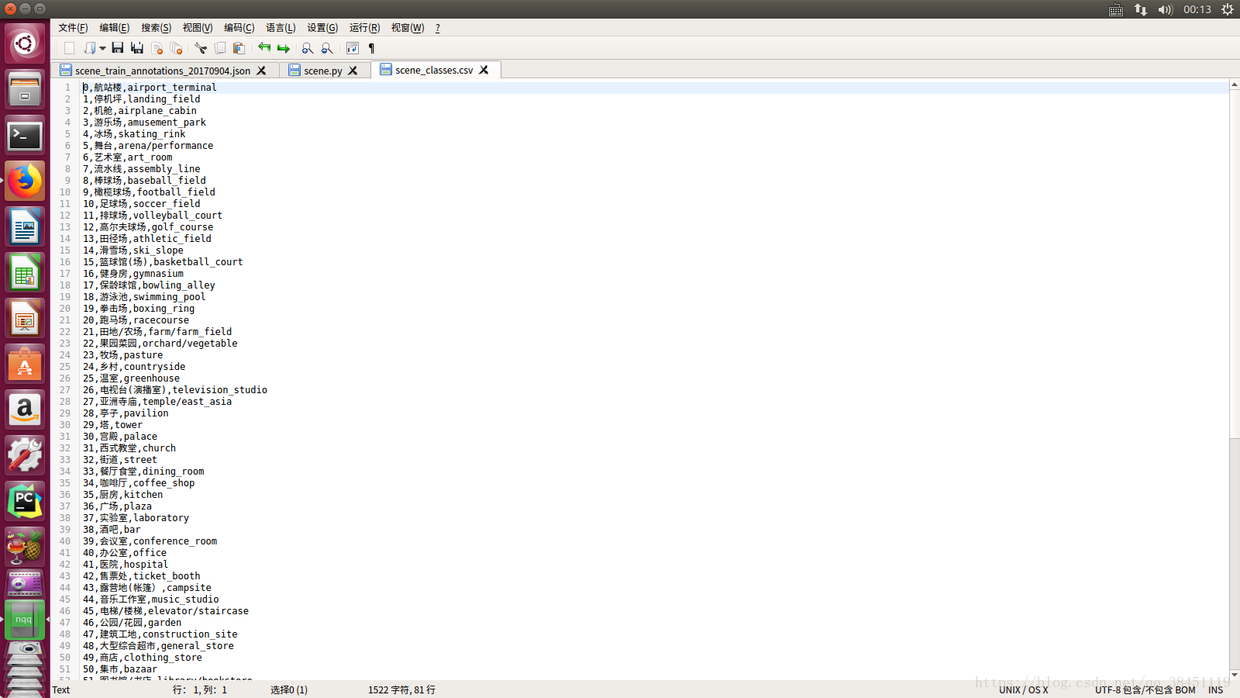 00:13
文件(F) 编辑(E) 搜索(S) 视图(V) 编码(C) 语言(L) 设置(G) 运行(R) 视窗(W) ?
scene_train_annotations_20170904.json scene.py scene_classes.csv
1 0,航站楼,airport_terminal
2 1,停机坪,landing_field
3 2,机舱,airplane_cabin
4 3,游乐场,amusement_park
5 4,冰场,skating_rink
6 5,舞台,arena/performance
7 6,艺术室,art_room
8 7,流水线,assembly_line
9 8,棒球场,baseball_field
10 9,橄榄球场,football_field
11 10,足球场,soccer_field
12 11,排球场,volleyball_court
13 12,高尔夫球场,golf_course
14 13,田径场,athletic_field
15 14,滑雪场,ski_slope
16 15,篮球馆(场),basketball_court
17 16,健身房,gymnasium
18 17,保龄球馆,bowling_alley
19 18,游泳池,swimming_pool
20 19,拳击场,boxing_ring
21 20,跑马场,racecourse
22 21,田地/农场,farm/farm_field
23 22,果园菜园,orchard/vegetable
24 23,牧场,pasture
25 24,乡村,countryside
26 25,温室,greenhouse
27 26,电视台(演播室),television_studio
28 27,亚洲寺庙,temple/east_asia
29 28,亭子,pavilion
30 29,塔,tower
31 30,宫殿,palace
32 31,西式教堂,church
33 32,街道,street
34 33,餐厅食堂,dining_room
35 34,咖啡厅,coffee_shop
36 35,厨房,kitchen
37 36,广场,plaza
38 37,实验室,laboratory
39 38,酒吧,bar
40 39,会议室,conference_room
41 40,办公室,office
42 41,医院,hospital
43 42,售票处,ticket_booth
44 43,露营地(帐篷）,campsite
45 44,音乐工作室,music_studio
46 45,电梯/楼梯,elevator/staircase
47 46,公园/花园,garden
48 47,建筑工地,construction_site
49 48,大型综合超市,general_store
50 49,商店,clothing_store
51 50,集市,bazaar
52 51,图书馆/书店,library/bookstore
Text 行： 1, 列： 1 选择0 (1) 1522 字符, 81 行 UNIX / OS X UTF-8 包含/不包含 BOM INS
https://blog.csdn.net/qq_38451119